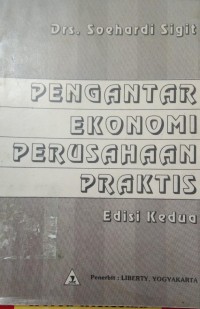 Drs. Soehardi Sigit
PENGANTAR
EKONOMI
PERUSAHAAN
PRAKTIS
Edisi Kedua
Penerbit : LIBERTY, YOGYAKARTA